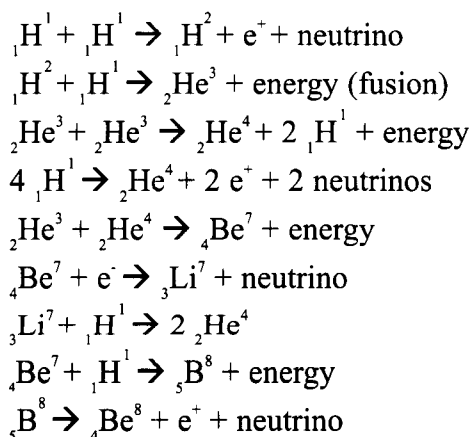 ₁H¹ + ₁H¹ → ₁H² + e⁺ + neutrino
₁H² + ₁H¹ → ₂He³ + energy (fusion)
₂He³ + ₂He³ → ₂He⁴ + 2 ₁H¹ + energy
4 ₁H¹ → ₂He⁴ + 2 e⁺ + 2 neutrinos
₂He³ + ₂He⁴ → ₄Be⁷ + energy
₄Be⁷ + e⁻ → ₃Li⁷ + neutrino
₃Li⁷ + ₁H¹ → 2 ₂He⁴
₄Be⁷ + ₁H¹ → ₅B⁸ + energy
₅B⁸ → ₄Be⁸ + e⁺ + neutrino